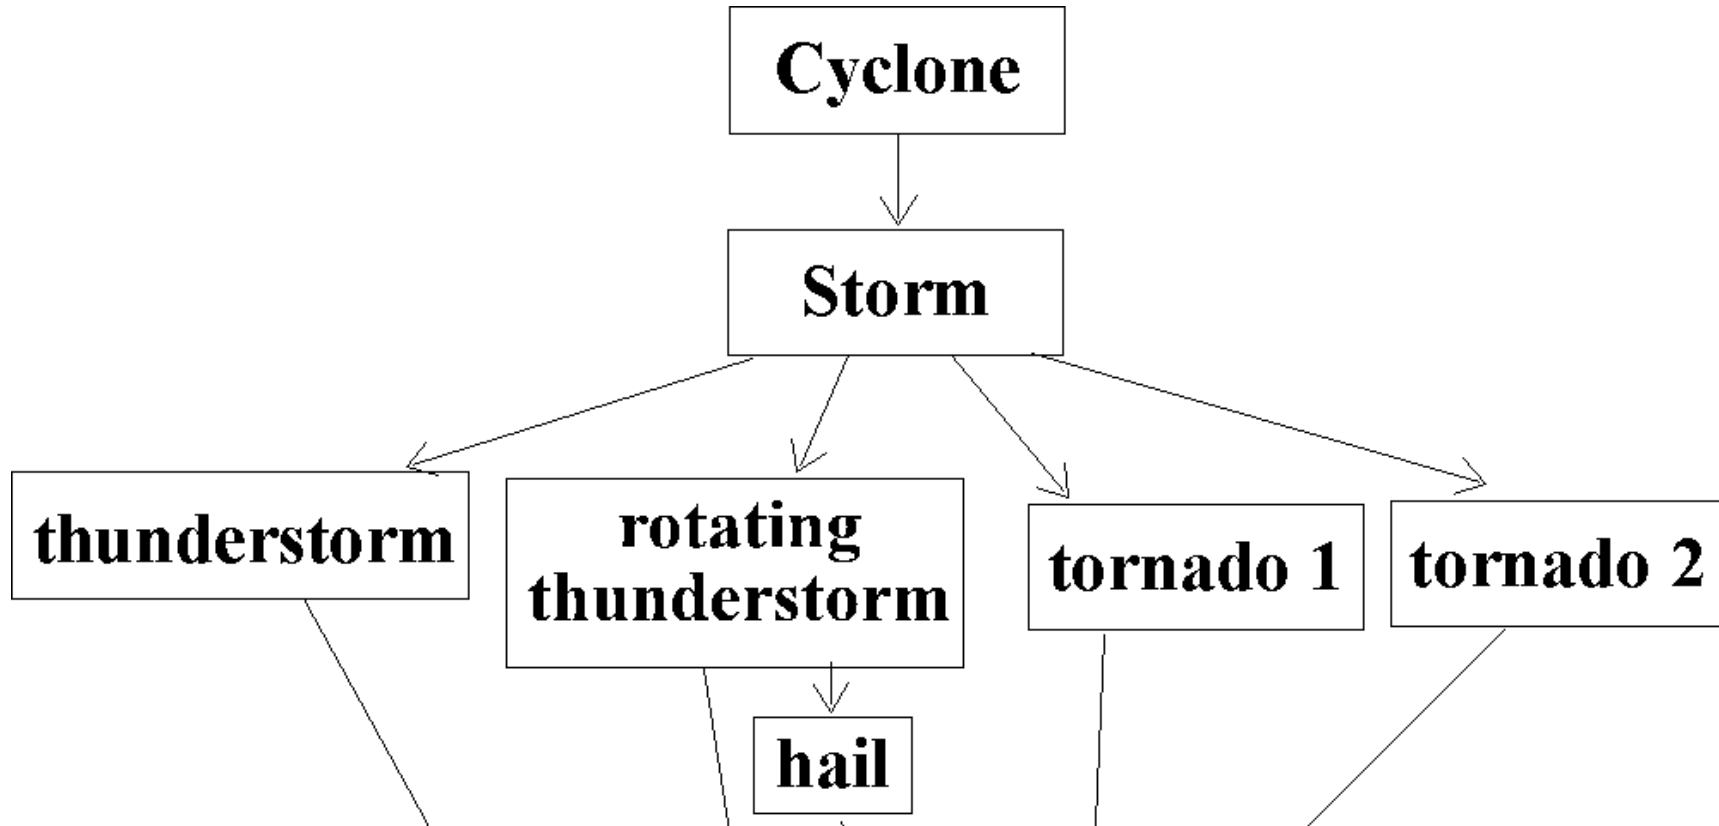 Cyclone
Storm
thunderstorm
rotating
thunderstorm
tornado 1
tornado 2
hail